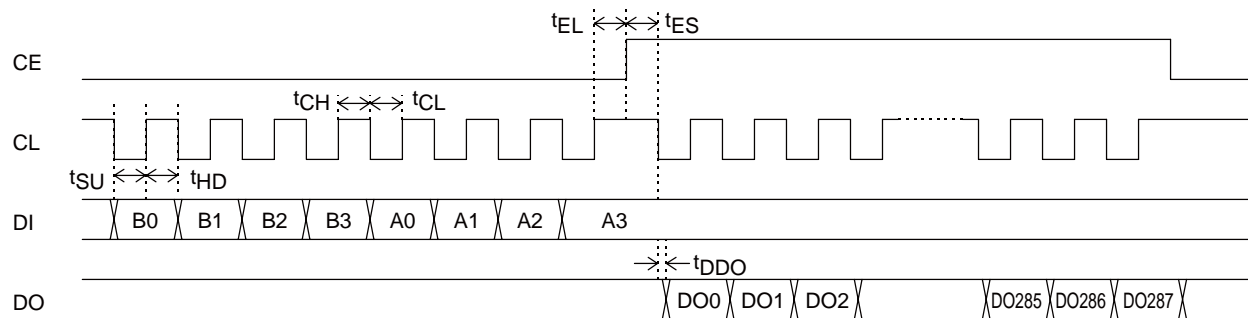 tEL tES
CE
tCH tCL
CL
tSU tHD
DI B0 B1 B2 B3 A0 A1 A2 A3
tDDO
DO DO0 DO1 DO2 DO285 DO286 DO287